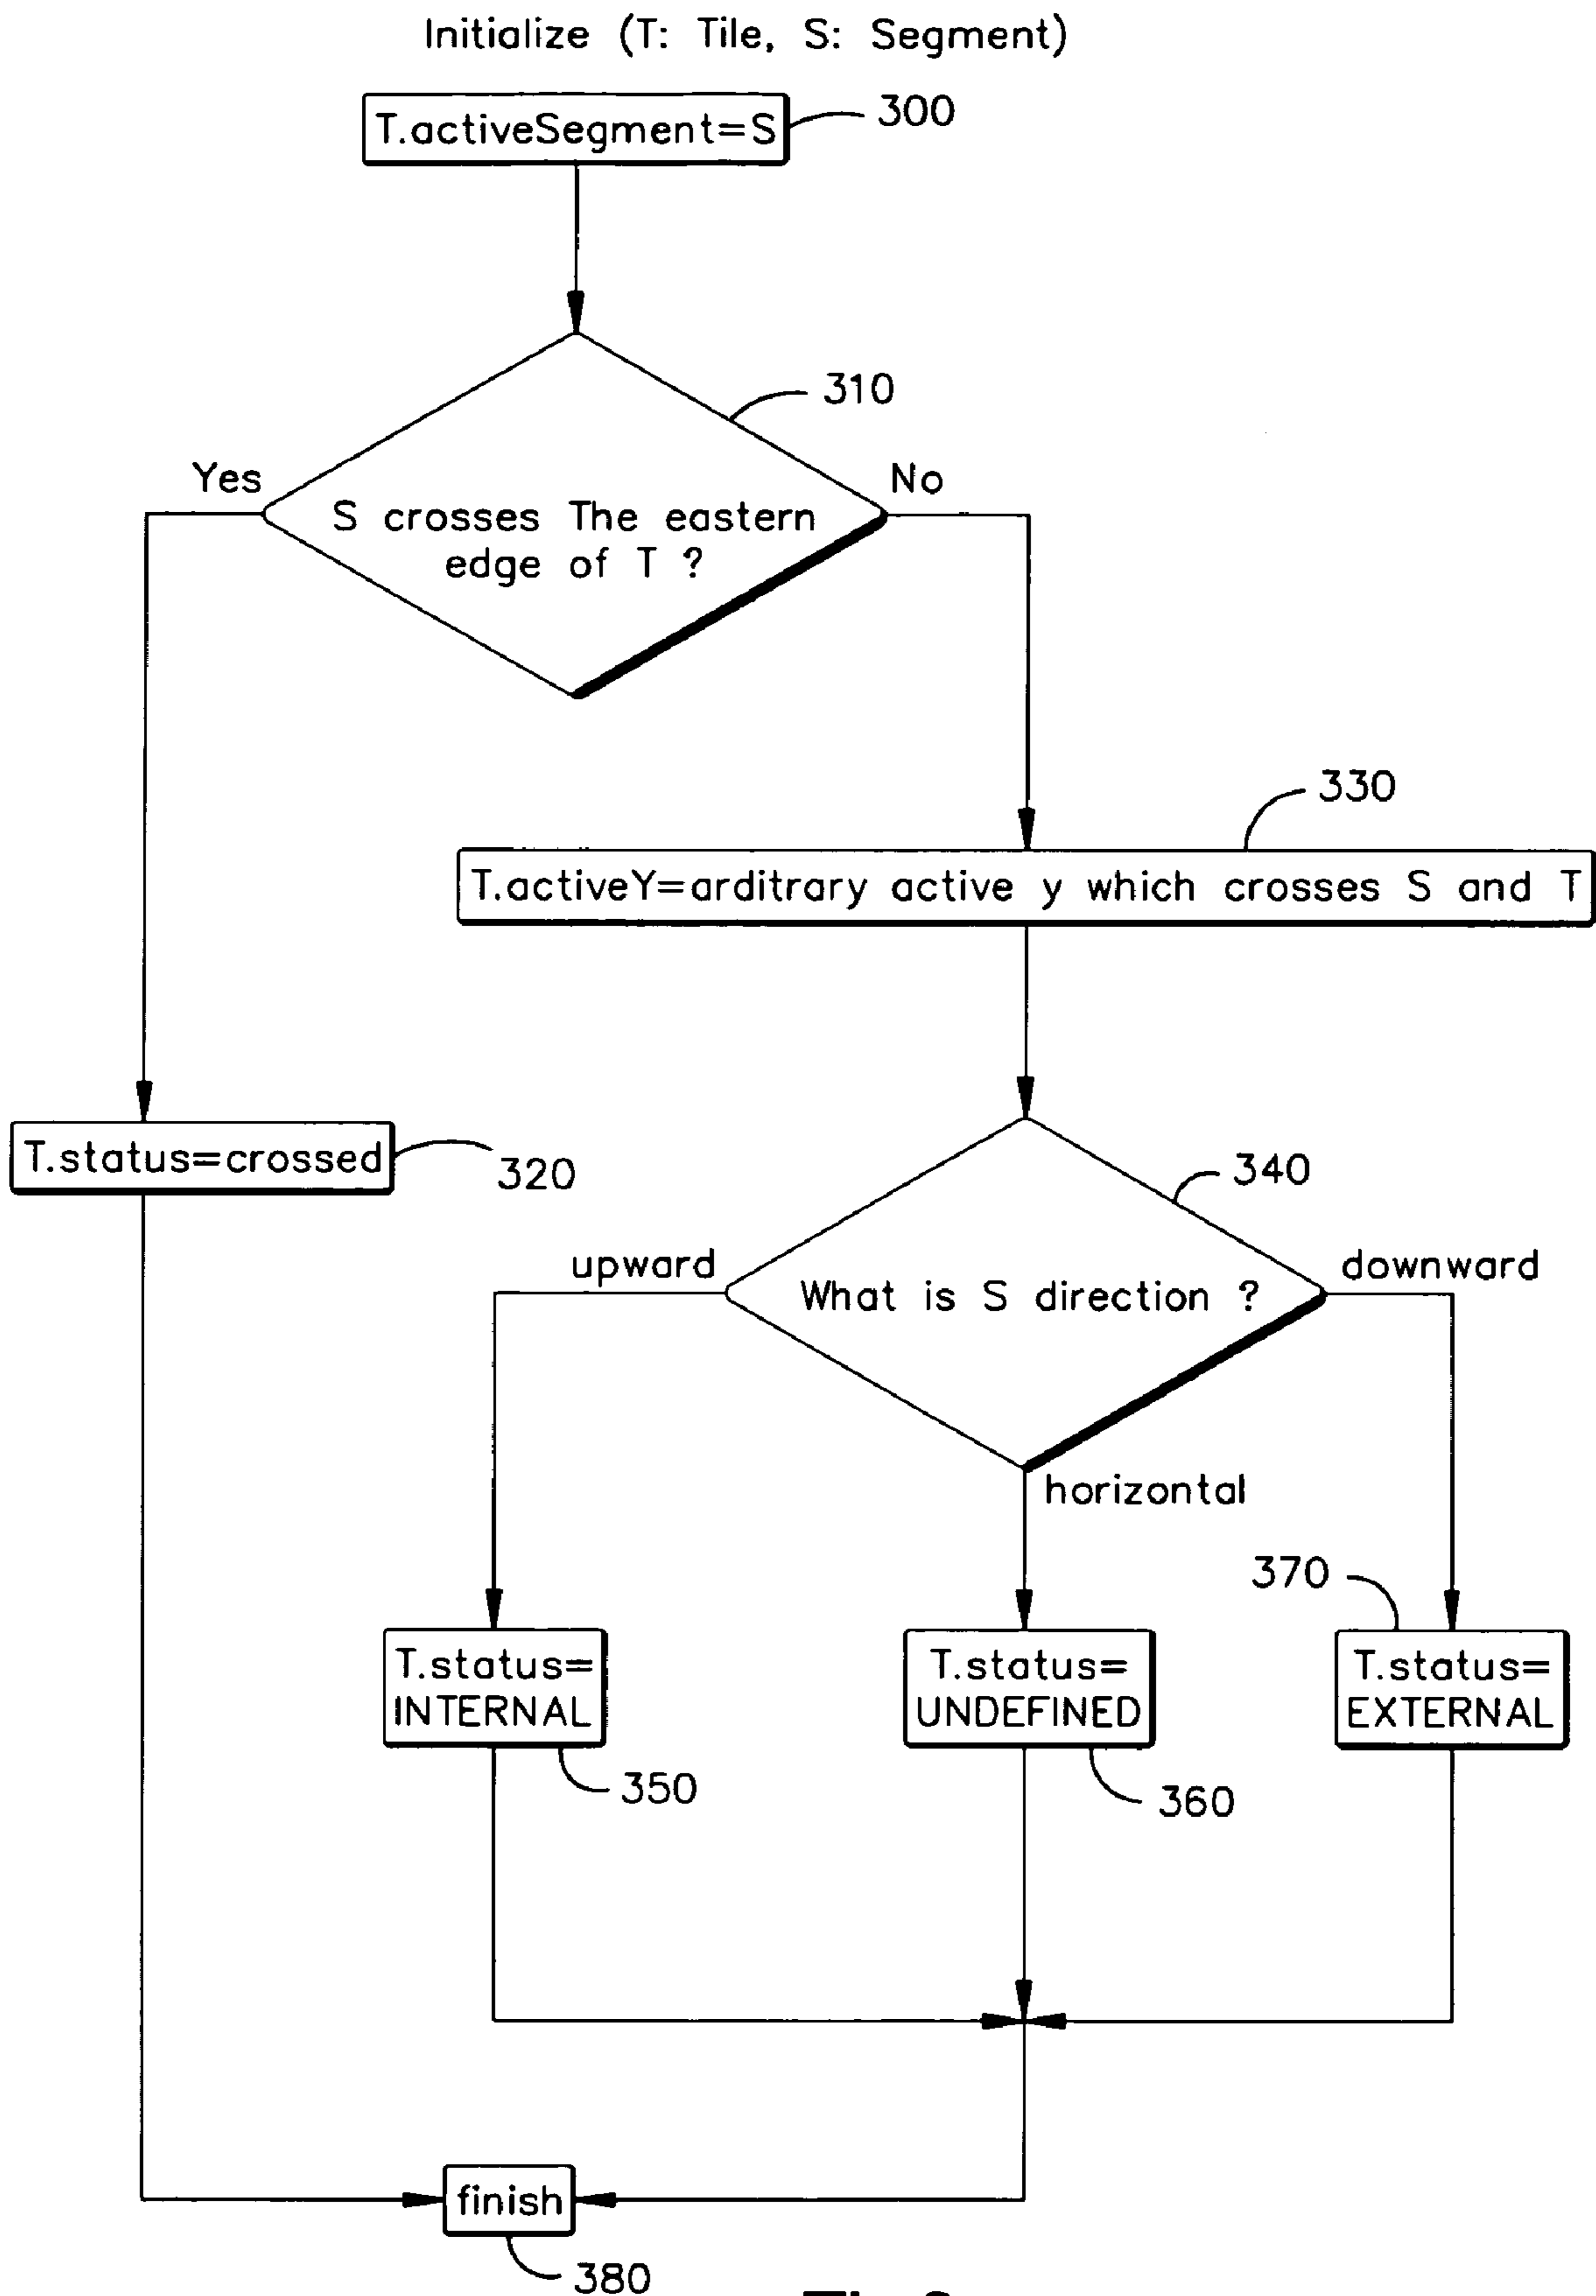 Initialize (T: Tile, S: Segment)
T.activeSegment=S
300
310
Yes
No
S crosses The eastern
edge of T ?
330
T.activeY=arditrary active y which crosses S and T
T.status=crossed
320
340
upward
downward
What is S direction ?
horizontal
370
T.status=
INTERNAL
T.status=
UNDEFINED
T.status=
EXTERNAL
350
360
finish
380